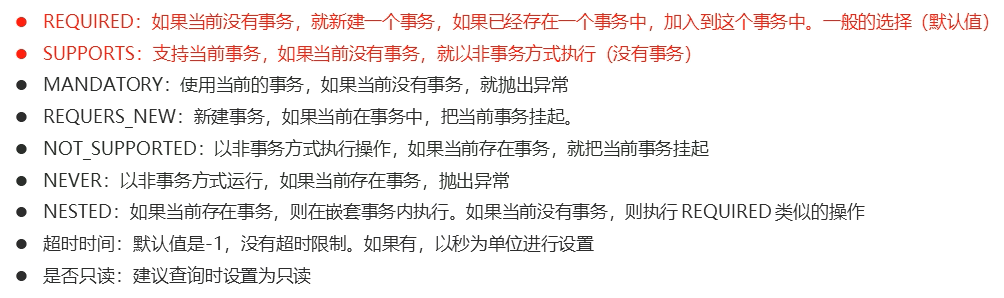 ● REQUIRED：如果当前没有事务，就新建一个事务，如果已经存在一个事务中，加入到这个事务中。一般的选择（默认值）
● SUPPORTS：支持当前事务，如果当前没有事务，就以非事务方式执行（没有事务）
● MANDATORY：使用当前的事务，如果当前没有事务，就抛出异常
● REQUERS_NEW：新建事务，如果当前在事务中，把当前事务挂起。
● NOT_SUPPORTED：以非事务方式执行操作，如果当前存在事务，就把当前事务挂起
● NEVER：以非事务方式运行，如果当前存在事务，抛出异常
● NESTED：如果当前存在事务，则在嵌套事务内执行。如果当前没有事务，则执行 REQUIRED 类似的操作
● 超时时间：默认值是-1，没有超时限制。如果有，以秒为单位进行设置
● 是否只读：建议查询时设置为只读